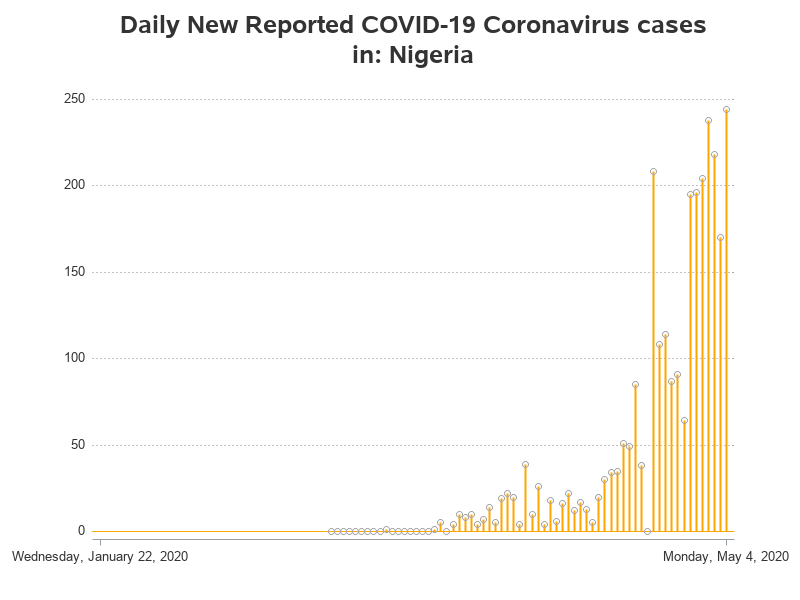 Daily New Reported COVID-19 Coronavirus cases
in: Nigeria
250
200
150
100
50
0
Wednesday, January 22, 2020
Monday, May 4, 2020